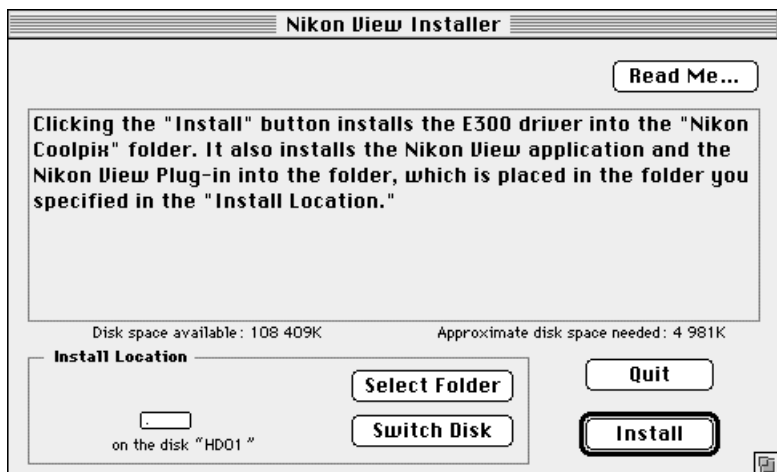 Nikon View Installer
Read Me...
Clicking the "Install" button installs the E300 driver into the "Nikon
Coolpix" folder. It also installs the Nikon View application and the
Nikon View Plug-in into the folder, which is placed in the folder you
specified in the "Install Location."
Disk space available: 108 409K
Approximate disk space needed: 4 981K
Install Location
Select Folder
Quit
.
on the disk "HD01 "
Switch Disk
Install